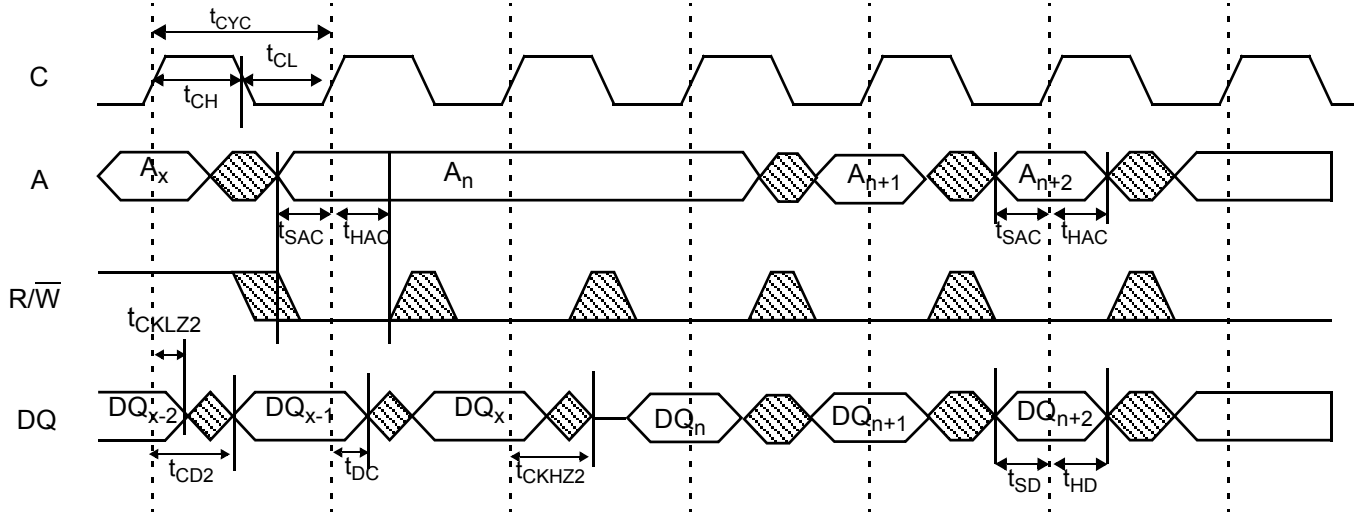 tCYC
C
tCH
tCL
A
Ax
An
An+1
An+2
tSAC
tHAC
tSAC
tHAC
R/W̅
tCKLZ2
DQ
DQx-2
DQx-1
DQx
DQn
DQn+1
DQn+2
tCD2
tDC
tCKHZ2
tSD
tHD